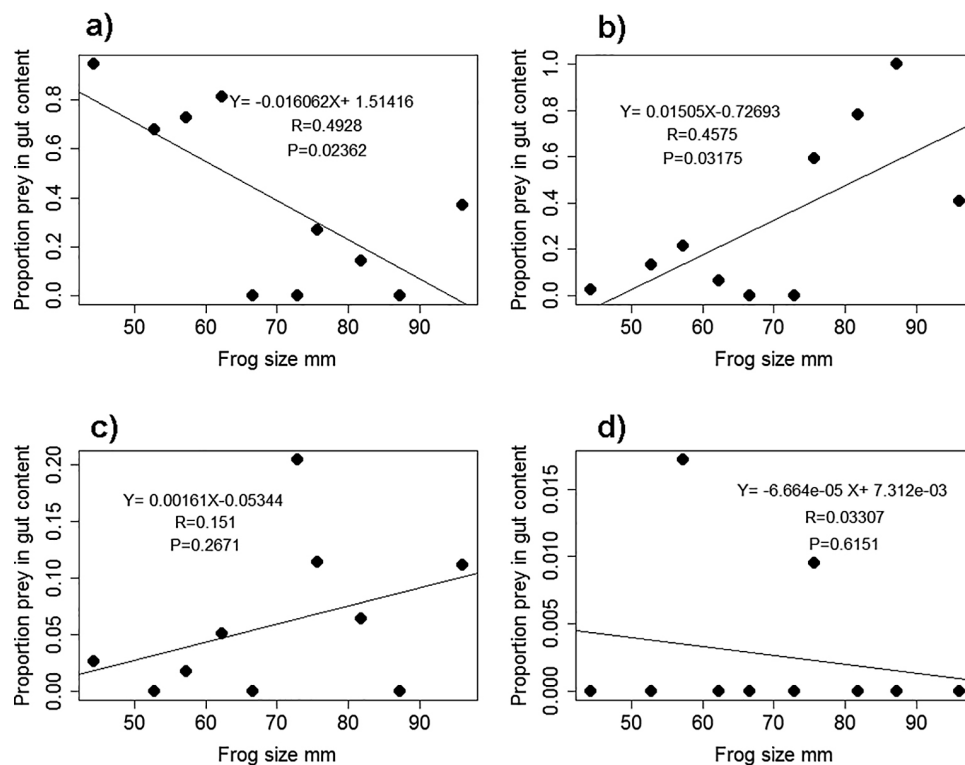 a)
Proportion prey in gut content
0.0 0.2 0.4 0.6 0.8
Y= -0.016062X+ 1.51416
R=0.4928
P=0.02362
50 60 70 80 90
Frog size mm
b)
Proportion prey in gut content
0.0 0.2 0.4 0.6 0.8 1.0
Y= 0.01505X-0.72693
R=0.4575
P=0.03175
50 60 70 80 90
Frog size mm
c)
Proportion prey in gut content
0.00 0.05 0.10 0.15 0.20
Y= 0.00161X-0.05344
R=0.151
P=0.2671
50 60 70 80 90
Frog size mm
d)
Proportion prey in gut content
0.000 0.005 0.010 0.015
Y= -6.664e-05 X+ 7.312e-03
R=0.03307
P=0.6151
50 60 70 80 90
Frog size mm